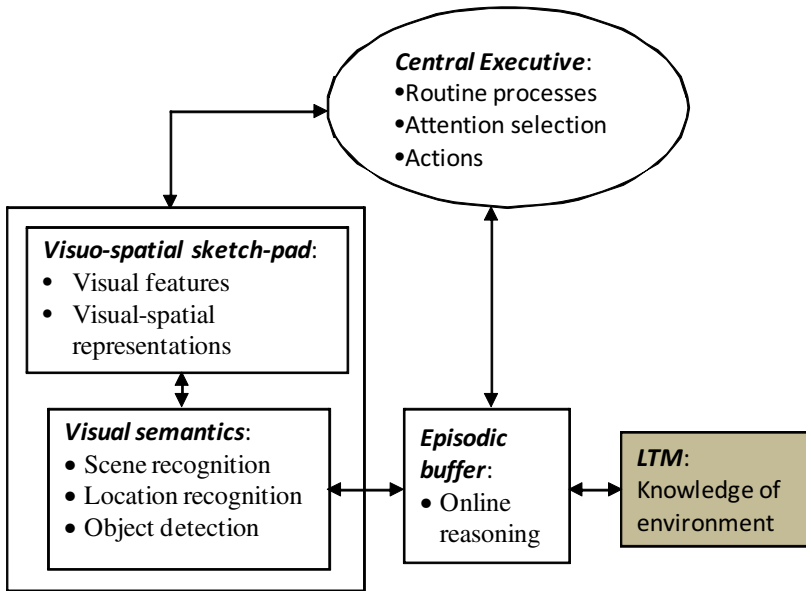 Central Executive:
•Routine processes
•Attention selection
•Actions
Visuo-spatial sketch-pad:
• Visual features
• Visual-spatial
representations
Visual semantics:
• Scene recognition
• Location recognition
• Object detection
Episodic
buffer:
• Online
reasoning
LTM:
Knowledge of
environment